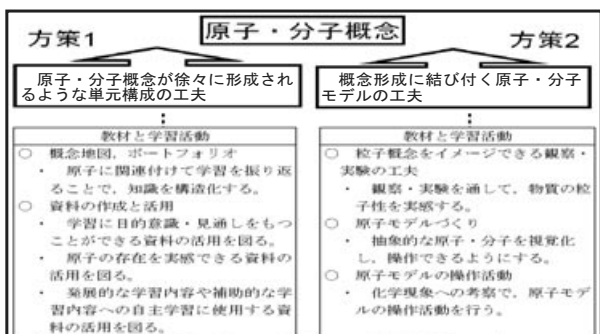 原子・分子概念
方策1
方策2
原子・分子概念が徐々に形成され
るような単元構成の工夫
概念形成に結び付く原子・分子
モデルの工夫
教材と学習活動
○ 概念地図，ポートフォリオ
・ 原子に関連付けて学習を振り返
ることで，知識を構造化する。
○ 資料の作成と活用
・ 学習に目的意識・見通しをもつ
ことができる資料の活用を図る。
・ 原子の存在を実感できる資料の
活用を図る。
・ 発展的な学習内容や補助的な学
習内容への自主学習に使用する資
料の活用を図る。
教材と学習活動
○ 粒子概念をイメージできる観察・
実験の工夫
・ 観察・実験を通して，物質の粒
子性を実感する。
○ 原子モデルづくり
・ 抽象的な原子・分子を視覚化
し，操作できるようにする。
○ 原子モデルの操作活動
・ 化学現象への考察で，原子モデ
ルの操作活動を行う。